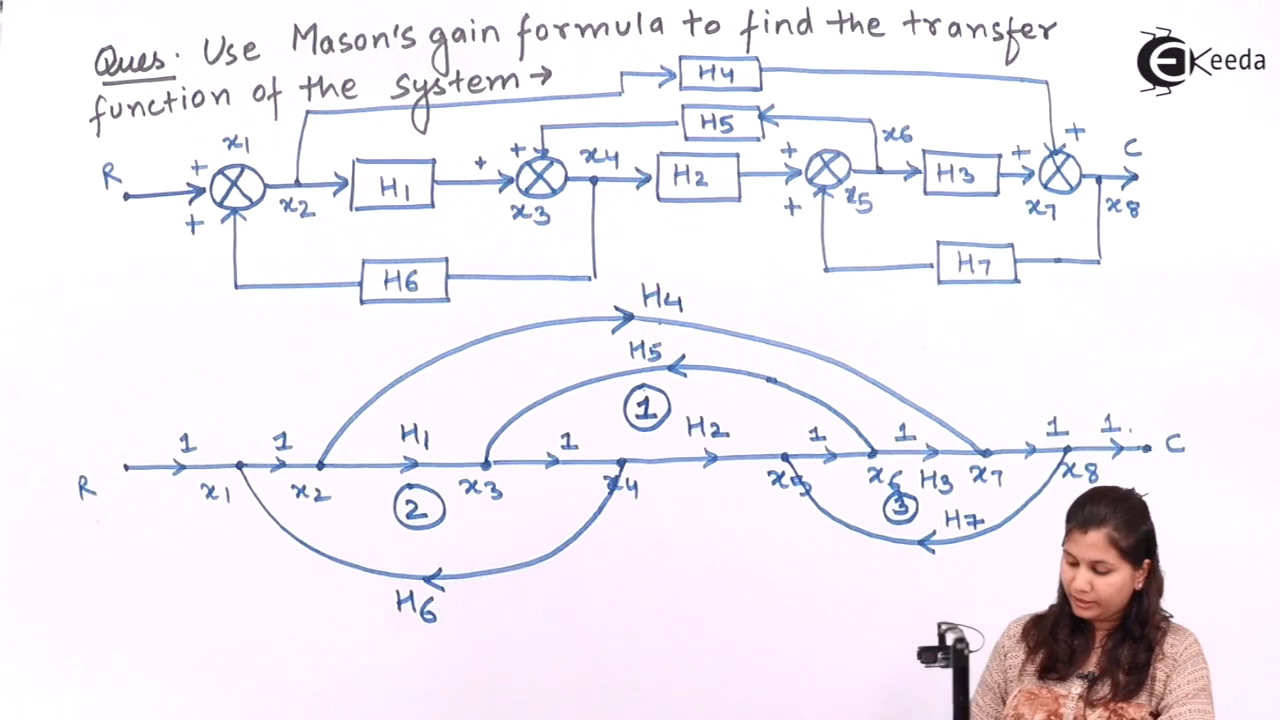 Ques. Use Mason's gain formula to find the transfer
function of the system →
EKeeda
H4
H5
x1 x6
R + + + x4 + + + C
H1 H2 H3
x2 x3 x5 x7 x8
+ +
H6 H7
H4
H5
1
1 1 H1 1 H2 1 1 1 1.
R x1 x2 x3 x4 x5 x6 H3 x7 x8 C
2 3 H7
H6